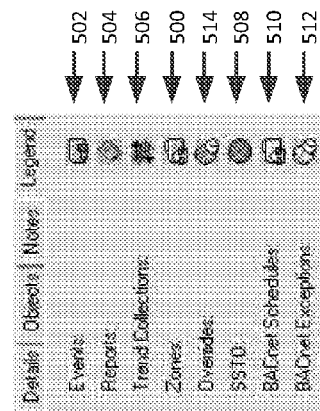 Details Objects Notes Legend
Events: 502
Reports: 504
Trend Collections: 506
Zones: 500
Overrides: 514
SSTO: 508
BACnet Schedules: 510
BACnet Exceptions: 512